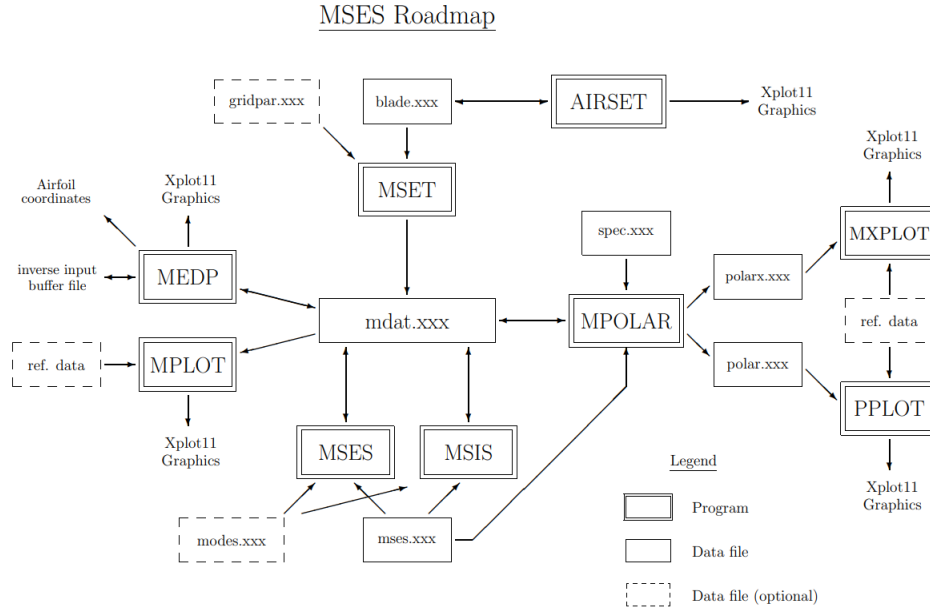 MSES Roadmap
gridpar.xxx
blade.xxx
AIRSET
Xplot11
Graphics
MSET
Xplot11
Graphics
Airfoil
coordinates
Xplot11
Graphics
spec.xxx
MXPLOT
inverse input
buffer file
MEDP
polarx.xxx
mdat.xxx
MPOLAR
ref. data
ref. data
MPLOT
polar.xxx
PPLOT
Xplot11
Graphics
MSES
MSIS
Legend
Xplot11
Graphics
Program
modes.xxx
mses.xxx
Data file
Data file (optional)